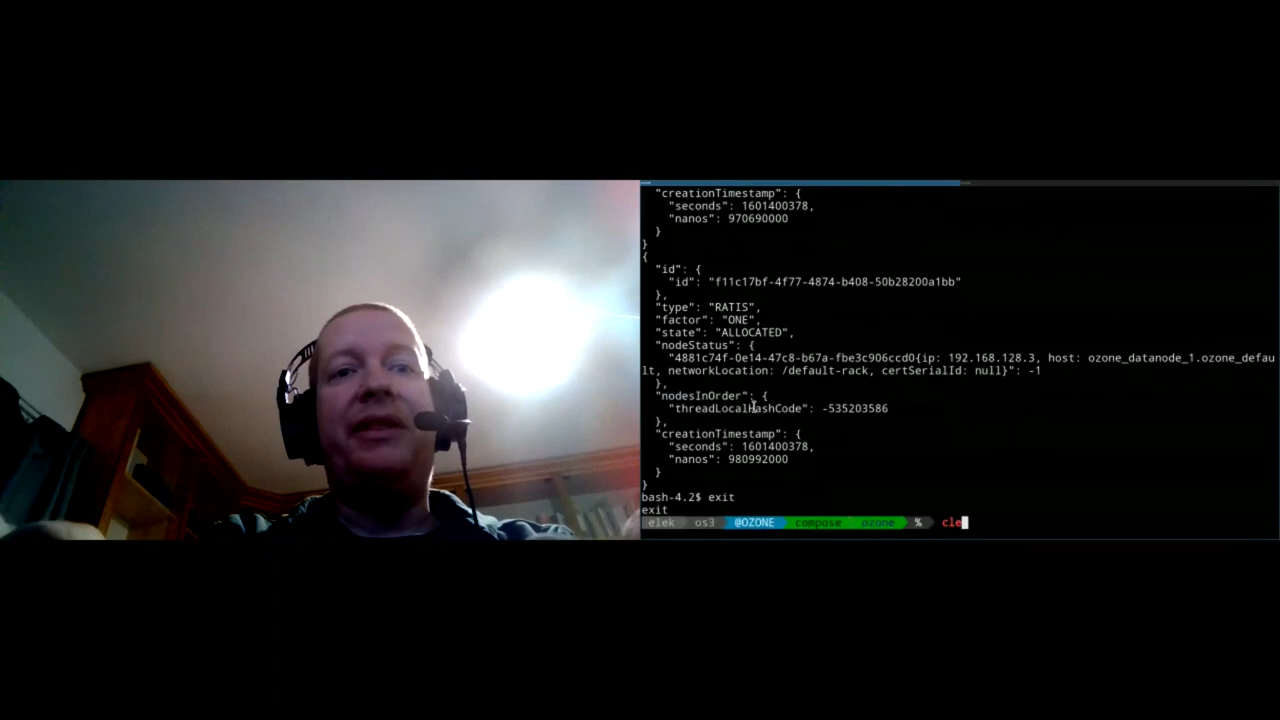 "creationTimestamp": {
"seconds": 1601400378,
"nanos": 970690000
}
}
{
"id": {
"id": "f11c17bf-4f77-4874-b408-50b28200a1bb"
},
"type": "RATIS",
"factor": "ONE",
"state": "ALLOCATED",
"nodeStatus": {
"4881c74f-0e14-47c8-b67a-fbe3c906ccd0{ip: 192.168.128.3, host: ozone_datanode_1.ozone_defau
lt, networkLocation: /default-rack, certSerialId: null}": -1
},
"nodesInOrder": {
"threadLocalHashCode": -535203586
},
"creationTimestamp": {
"seconds": 1601400378,
"nanos": 980992000
}
}
bash-4.2$ exit
exit
elek os3 @OZONE compose ozone % cle